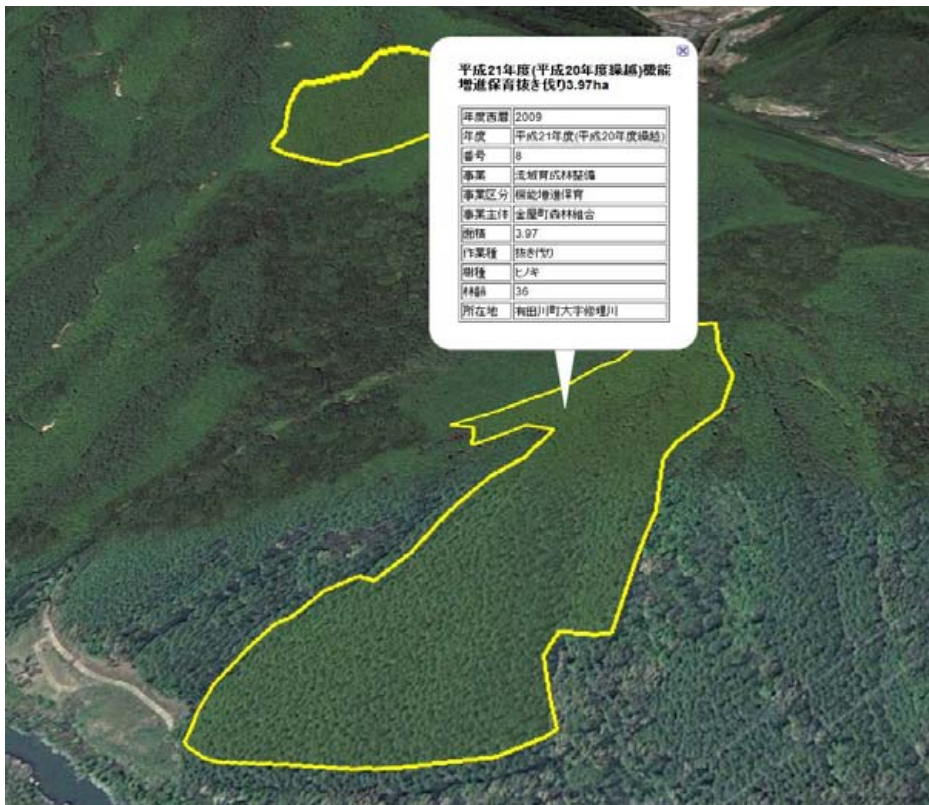 平成21年度(平成20年度繰越)機能
増進保育抜き伐り3.97ha
年度西暦 2009
年度 平成21年度(平成20年度繰越)
番号 8
事業 流域育成林整備
事業区分 機能増進保育
事業主体 金屋町森林組合
面積 3.97
作業種 抜き伐り
樹種 ヒノキ
林齢 36
所在地 有田川町大字修理川